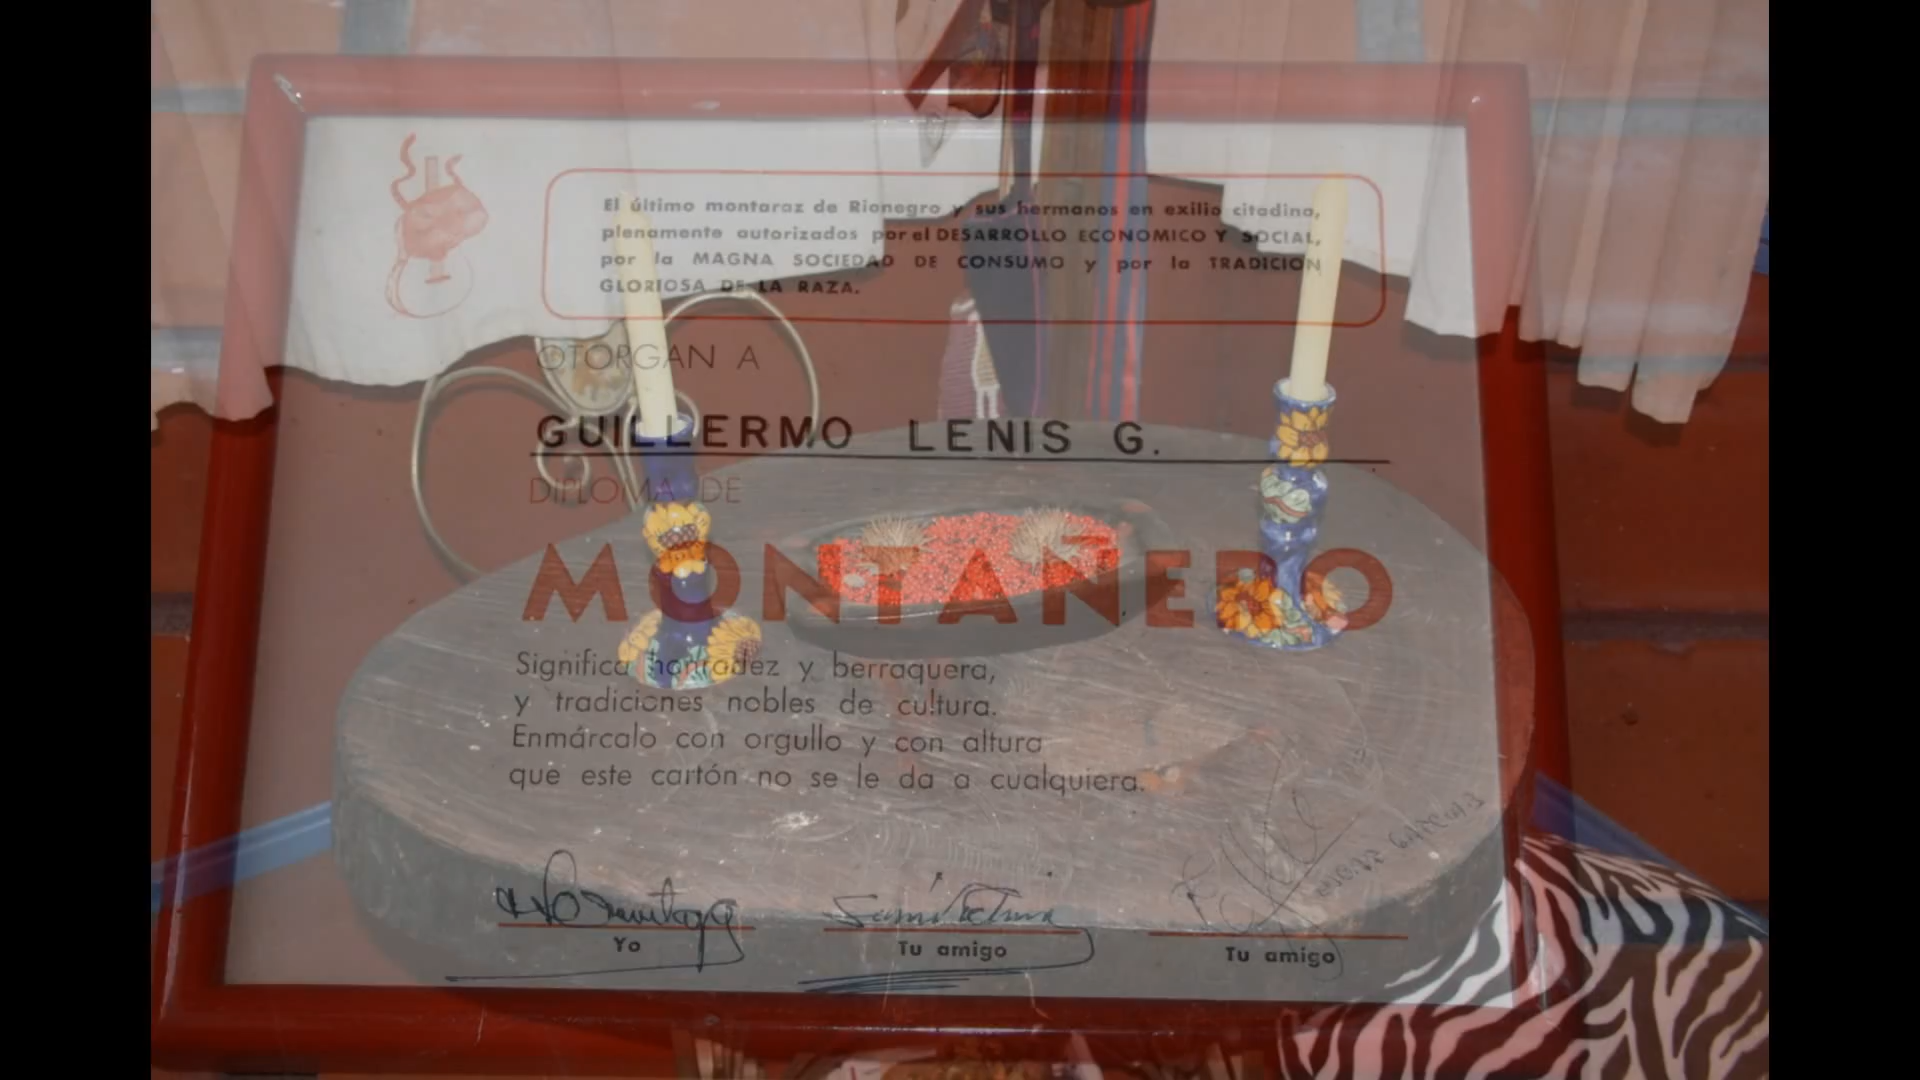 El último montaraz de Rionegro y sus hermanos en exilio citadino,
plenamente autorizados por el DESARROLLO ECONOMICO Y SOCIAL,
por la MAGNA SOCIEDAD DE CONSUMO y por la TRADICION
GLORIOSA DE LA RAZA.
OTORGAN A
GUILLERMO LENIS G.
DIPLOMA DE
MONTAÑERO
Significa honradez y berraquera,
y tradiciones nobles de cultura.
Enmárcalo con orgullo y con altura
que este cartón no se le da a cualquiera.
Yo Tu amigo Tu amigo